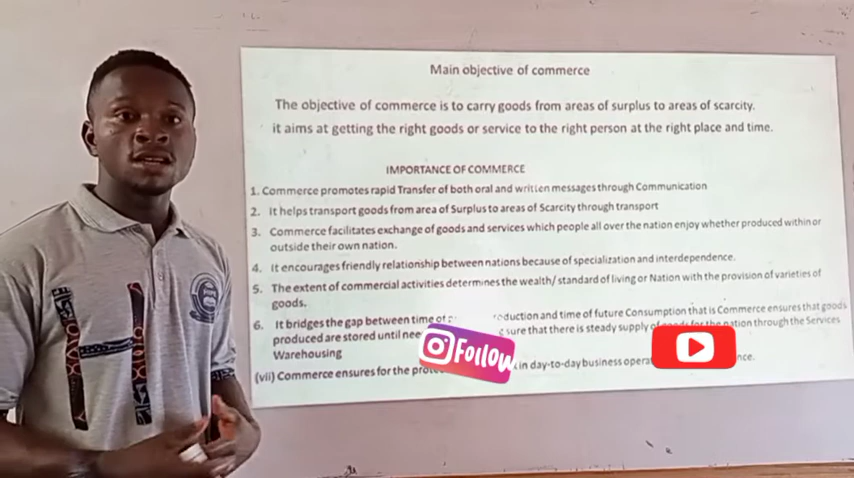 Main objective of commerce
The objective of commerce is to carry goods from areas of surplus to areas of scarcity.
it aims at getting the right goods or service to the right person at the right place and time.
IMPORTANCE OF COMMERCE
1. Commerce promotes rapid Transfer of both oral and written messages through Communication
2. It helps transport goods from area of Surplus to areas of Scarcity through transport
3. Commerce facilitates exchange of goods and services which people all over the nation enjoy whether produced within or
outside their own nation.
4. It encourages friendly relationship between nations because of specialization and interdependence.
5. The extent of commercial activities determines the wealth/ standard of living or Nation with the provision of varieties of
goods.
6. It bridges the gap between time of and time of future Consumption that is Commerce ensures that goods
produced are stored until sure that there is steady supply of for the nation through the Services
Warehousing
(vii) Commerce ensures for the in day-to-day business
Follow